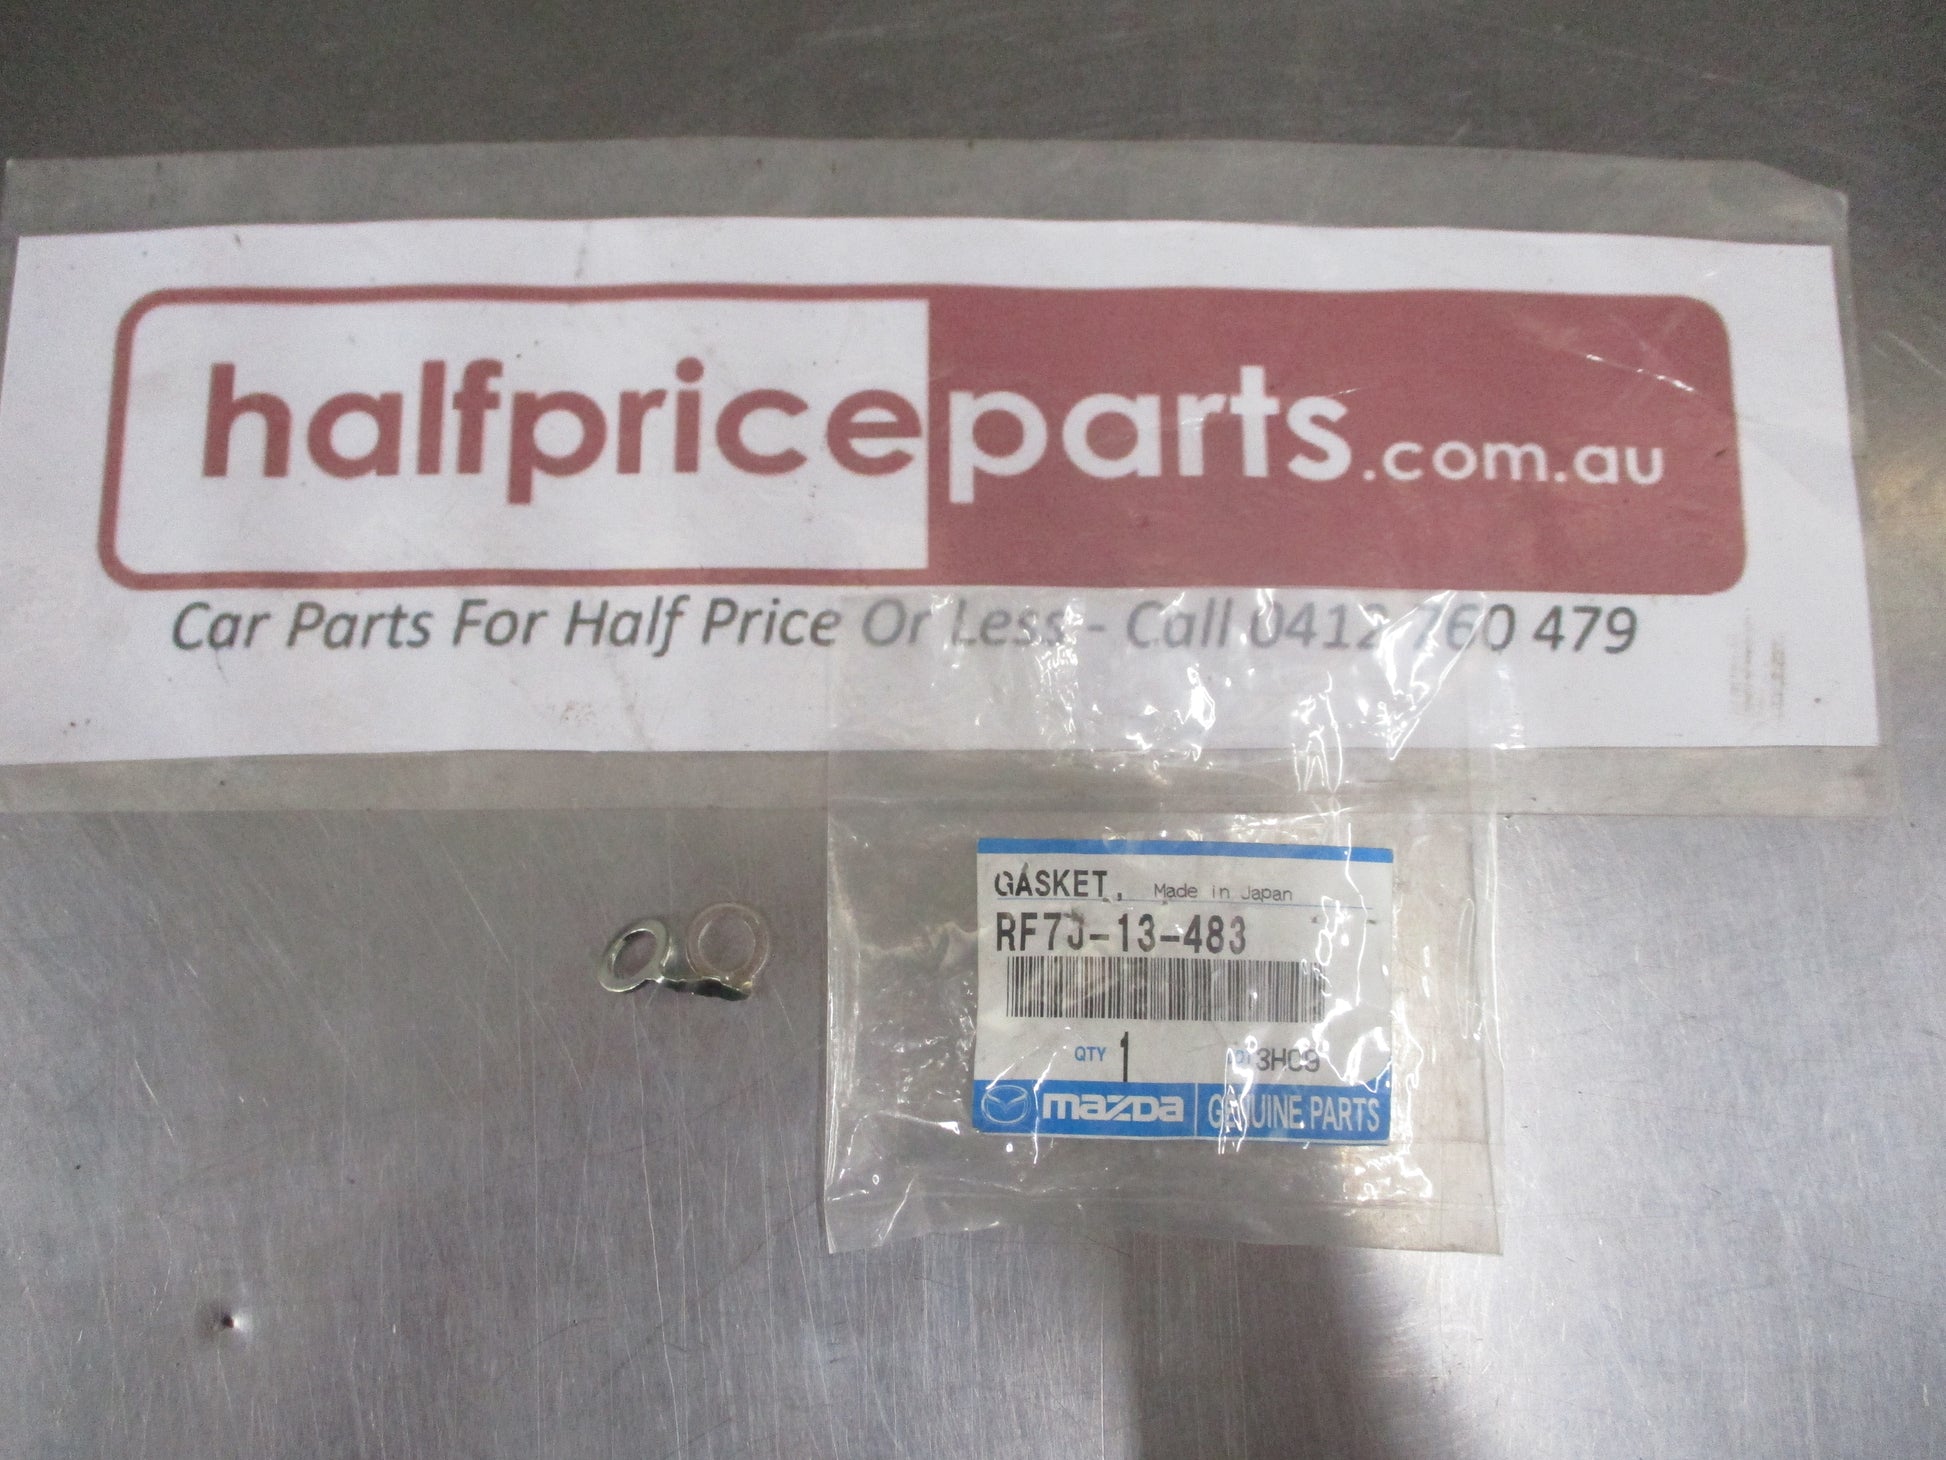 halfpriceparts.com.au
Car Parts For Half Price Or Less - Call 0412 760 479
GASKET, Made in Japan
RF7J-13-483
QTY 1 3HC9
mazda GENUINE PARTS